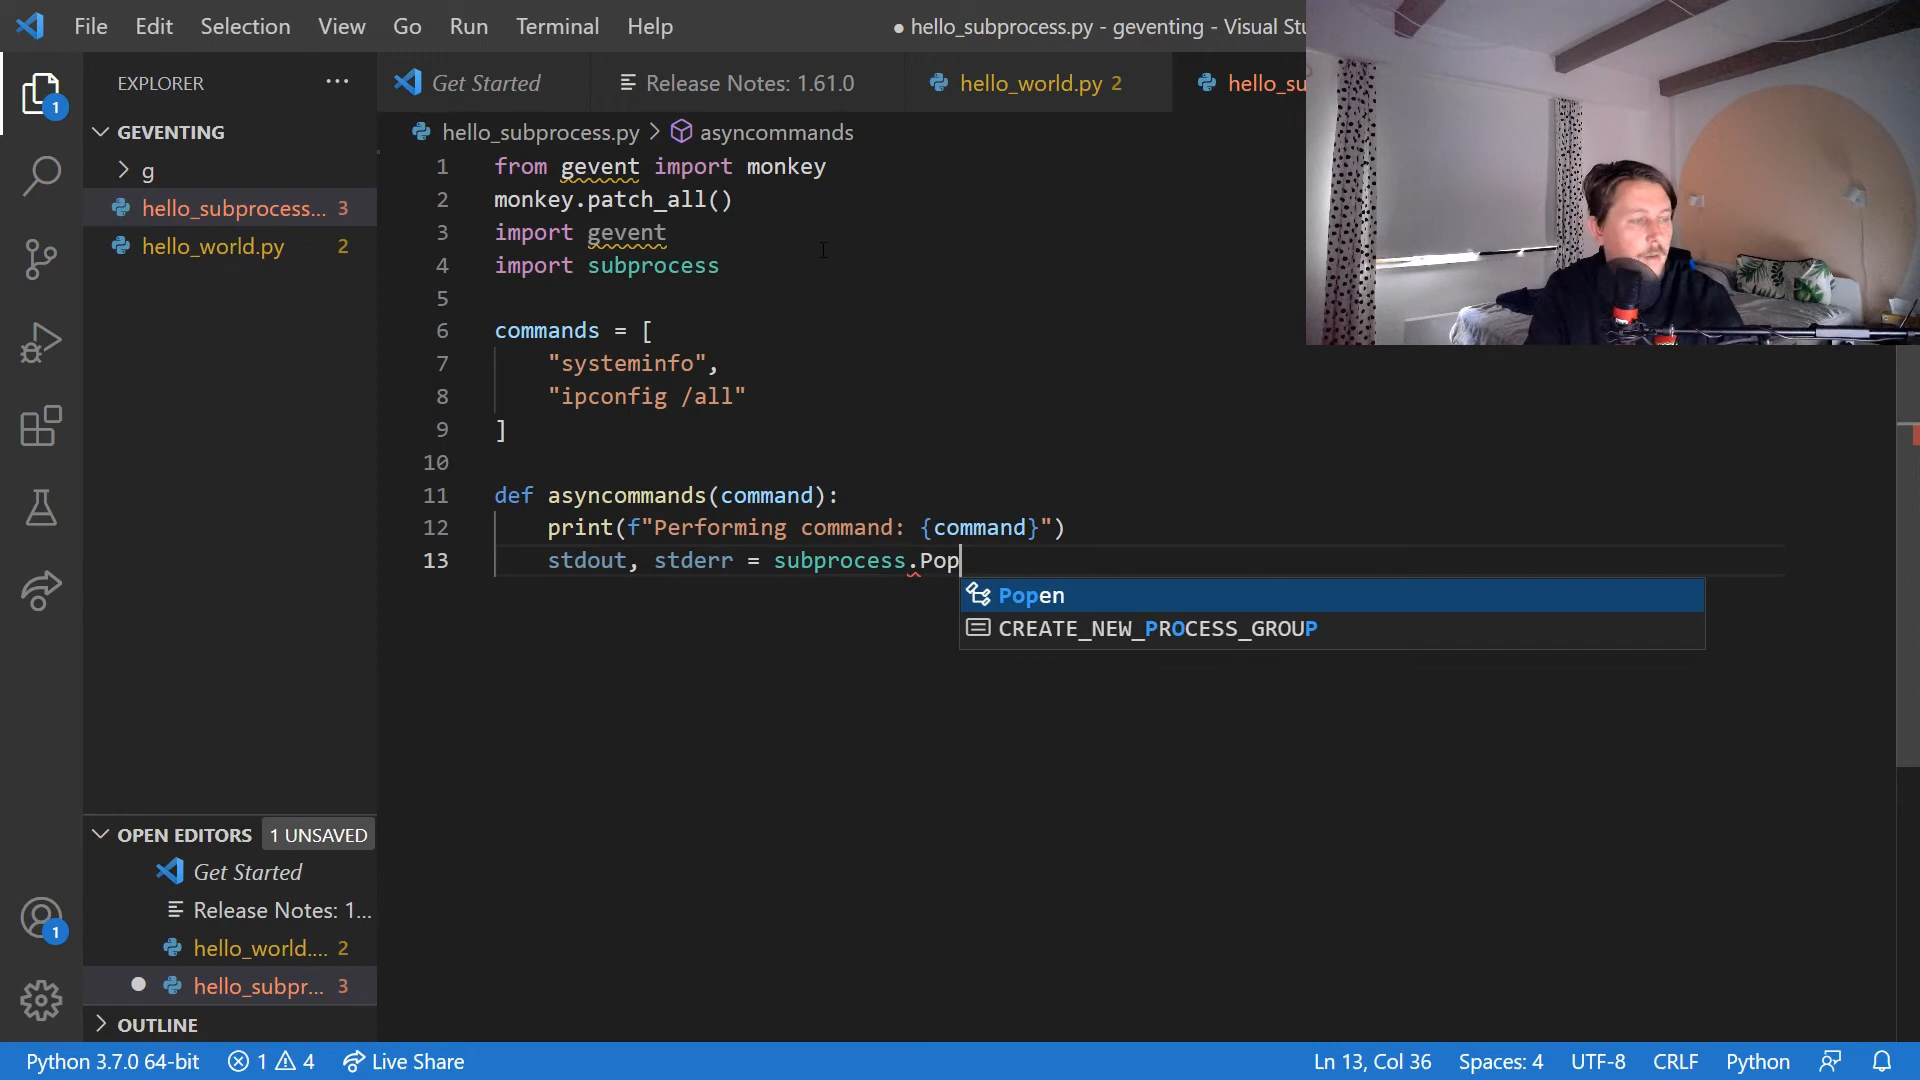 File Edit Selection View Go Run Terminal Help
● hello_subprocess.py - geventing - Visual Stu
EXPLORER ···
GEVENTING
g
hello_subprocess... 3
hello_world.py 2
Get Started
Release Notes: 1.61.0
hello_world.py 2
hello_su
hello_subprocess.py > asyncommands
1 from gevent import monkey
2 monkey.patch_all()
3 import gevent
4 import subprocess
5
6 commands = [
7 "systeminfo",
8 "ipconfig /all"
9 ]
10
11 def asyncommands(command):
12 print(f"Performing command: {command}")
13 stdout, stderr = subprocess.Pop
Popen
CREATE_NEW_PROCESS_GROUP
OPEN EDITORS 1 UNSAVED
Get Started
Release Notes: 1...
hello_world.... 2
hello_subpr... 3
OUTLINE
1
1
Python 3.7.0 64-bit 1 4 Live Share
Ln 13, Col 36 Spaces: 4 UTF-8 CRLF Python